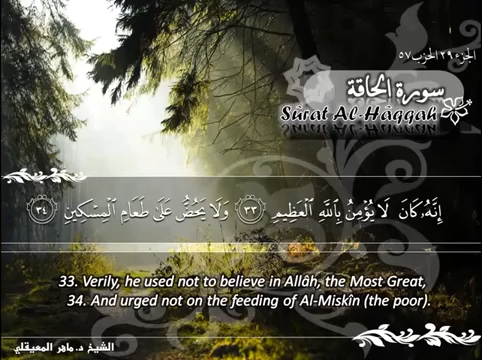 الجزء ٢٩ الحزب ٥٧
سورة الحاقة
Sûrat Al-Hâqqah
إِنَّهُۥ كَانَ لَا يُؤْمِنُ بِٱللَّهِ ٱلْعَظِيمِ ٣٣ وَلَا يَحُضُّ عَلَىٰ طَعَامِ ٱلْمِسْكِينِ ٣٤
33. Verily, he used not to believe in Allâh, the Most Great,
34. And urged not on the feeding of Al-Miskîn (the poor).
الشيخ د. ماهر المعيقلي